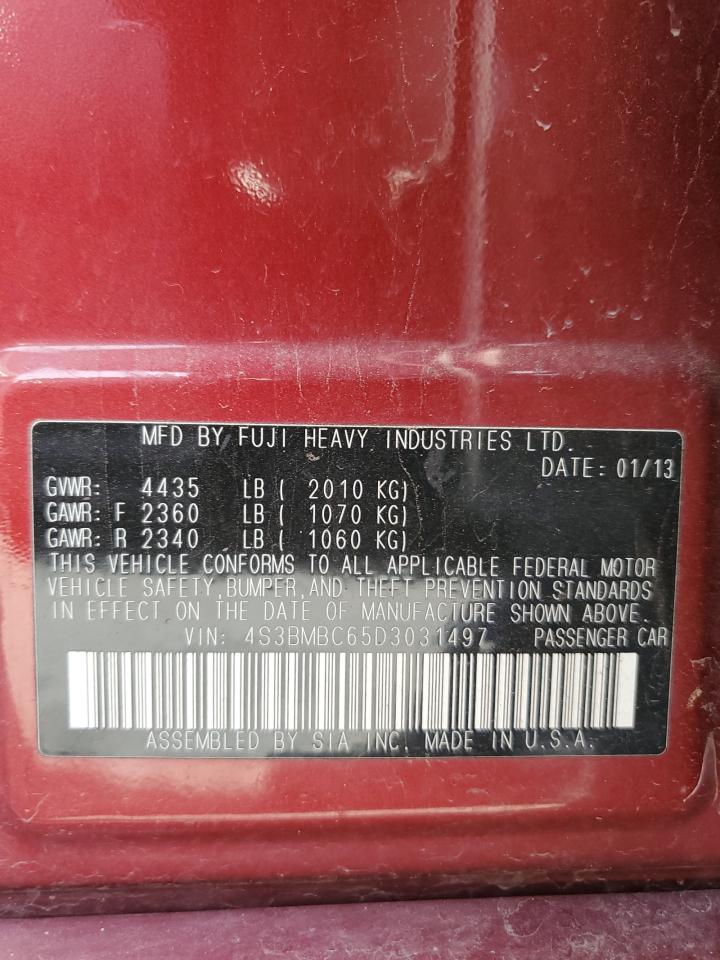 MFD BY FUJI HEAVY INDUSTRIES LTD.
DATE: 01/13
GVWR: 4435 LB ( 2010 KG)
GAWR: F 2360 LB ( 1070 KG)
GAWR: R 2340 LB ( 1060 KG)
THIS VEHICLE CONFORMS TO ALL APPLICABLE FEDERAL MOTOR
VEHICLE SAFETY,BUMPER,AND THEFT PREVENTION STANDARDS
IN EFFECT ON THE DATE OF MANUFACTURE SHOWN ABOVE.
VIN: 4S3BMBC65D3031497 PASSENGER CAR
ASSEMBLED BY SIA INC. MADE IN U.S.A.